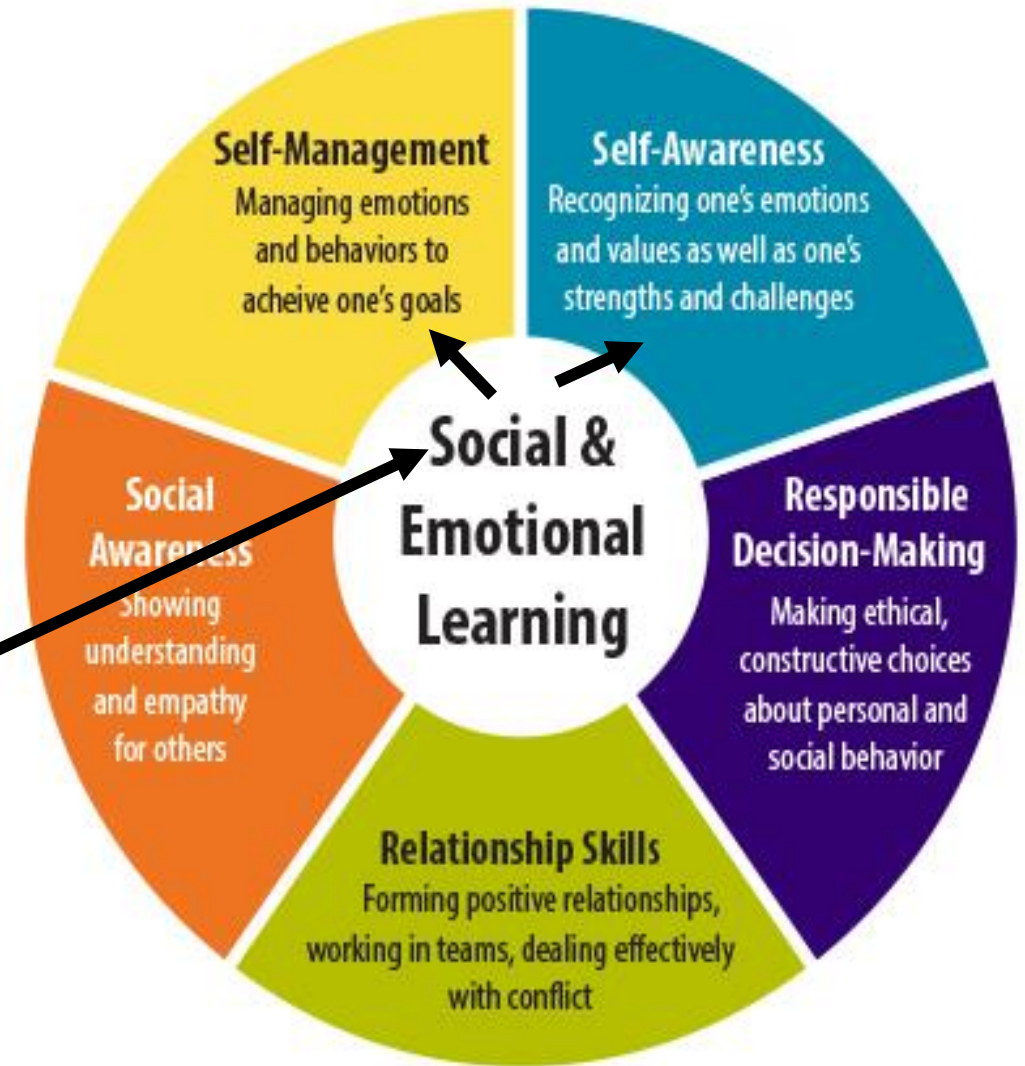 Self-Management
Managing emotions
and behaviors to
acheive one's goals
Self-Awareness
Recognizing one's emotions
and values as well as one's
strengths and challenges
Social &
Emotional
Learning
Social
Awareness
Showing
understanding
and empathy
for others
Responsible
Decision-Making
Making ethical,
constructive choices
about personal and
social behavior
Relationship Skills
Forming positive relationships,
working in teams, dealing effectively
with conflict